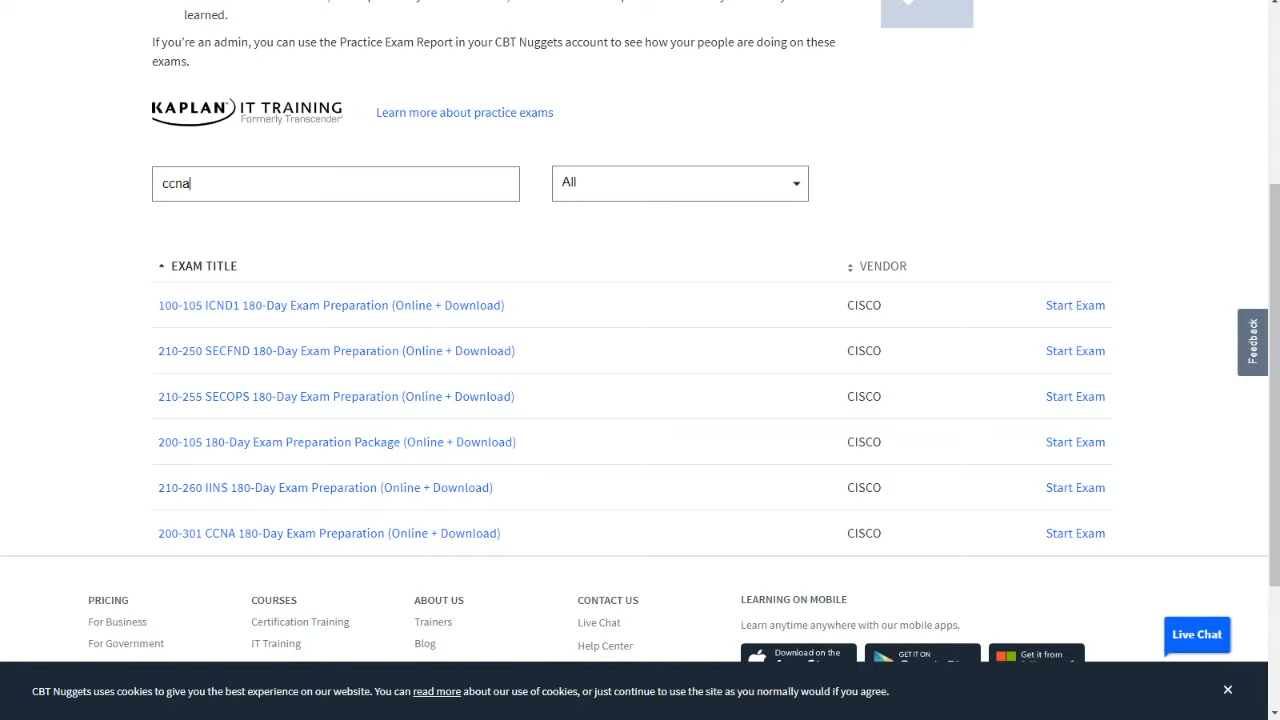 learned.
If you're an admin, you can use the Practice Exam Report in your CBT Nuggets account to see how your people are doing on these
exams.
KAPLAN IT TRAINING
Formerly Transcender
Learn more about practice exams
ccna
All
EXAM TITLE
VENDOR
100-105 ICND1 180-Day Exam Preparation (Online + Download)
CISCO
Start Exam
210-250 SECFND 180-Day Exam Preparation (Online + Download)
CISCO
Start Exam
210-255 SECOPS 180-Day Exam Preparation (Online + Download)
CISCO
Start Exam
200-105 180-Day Exam Preparation Package (Online + Download)
CISCO
Start Exam
210-260 IINS 180-Day Exam Preparation (Online + Download)
CISCO
Start Exam
200-301 CCNA 180-Day Exam Preparation (Online + Download)
CISCO
Start Exam
Feedback
PRICING
For Business
For Government
COURSES
Certification Training
IT Training
ABOUT US
Trainers
Blog
CONTACT US
Live Chat
Help Center
LEARNING ON MOBILE
Learn anytime anywhere with our mobile apps.
Download on the
GET IT ON
Get it from
Live Chat
CBT Nuggets uses cookies to give you the best experience on our website. You can read more about our use of cookies, or just continue to use the site as you normally would if you agree.